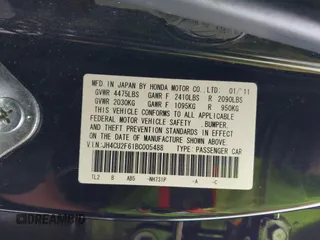 MFD. IN JAPAN BY HONDA MOTOR CO., LTD. 01/11
GVWR 4475LBS GAWR F 2410LBS R 2090LBS
GVWR 2030KG GAWR F 1095KG R 950KG
THIS VEHICLE CONFORMS TO ALL APPLICABLE
FEDERAL MOTOR VEHICLE SAFETY, BUMPER,
AND THEFT PREVENTION STANDARDS IN EFFECT
ON THE DATE OF MANUFACTURE SHOWN ABOVE.
V.I.N: JH4CU2F61BC005488 TYPE: PASSENGER CAR
TL2 B AB5 -NH731P -A -C
DREAMBID